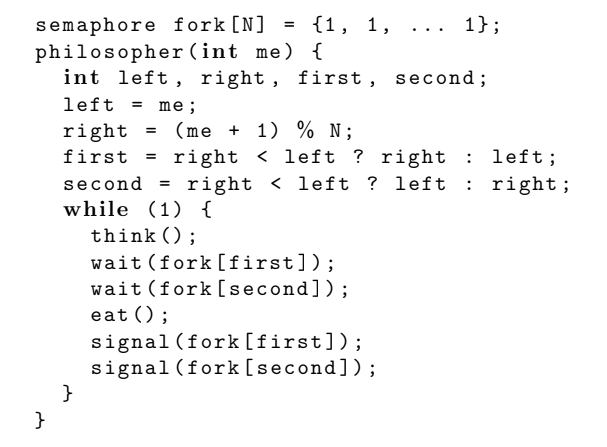 semaphore fork[N] = {1, 1, ... 1};
philosopher(int me) {
  int left, right, first, second;
  left = me;
  right = (me + 1) % N;
  first = right < left ? right : left;
  second = right < left ? left : right;
  while (1) {
    think();
    wait(fork[first]);
    wait(fork[second]);
    eat();
    signal(fork[first]);
    signal(fork[second]);
  }
}